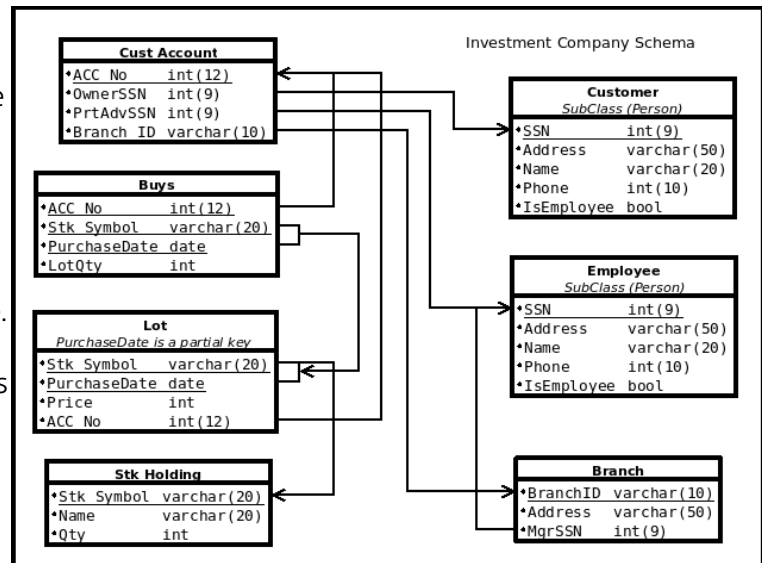 e
.
s
Investment Company Schema
Cust Account
ACC No int(12)
OwnerSSN int(9)
PrtAdvSSN int(9)
Branch ID varchar(10)
Buys
ACC No int(12)
Stk Symbol varchar(20)
PurchaseDate date
LotQty int
Lot
PurchaseDate is a partial key
Stk Symbol varchar(20)
PurchaseDate date
Price int
ACC No int(12)
Stk Holding
Stk Symbol varchar(20)
Name varchar(20)
Qty int
Customer
SubClass (Person)
SSN int(9)
Address varchar(50)
Name varchar(20)
Phone int(10)
IsEmployee bool
Employee
SubClass (Person)
SSN int(9)
Address varchar(50)
Name varchar(20)
Phone int(10)
IsEmployee bool
Branch
BranchID varchar(10)
Address varchar(50)
MgrSSN int(9)